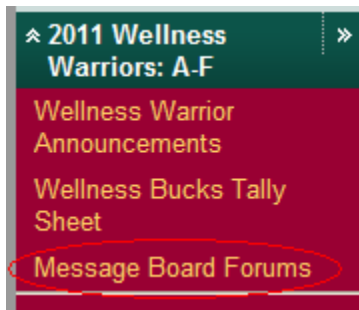 2011 Wellness
Warriors: A-F
Wellness Warrior
Announcements
Wellness Bucks Tally
Sheet
Message Board Forums